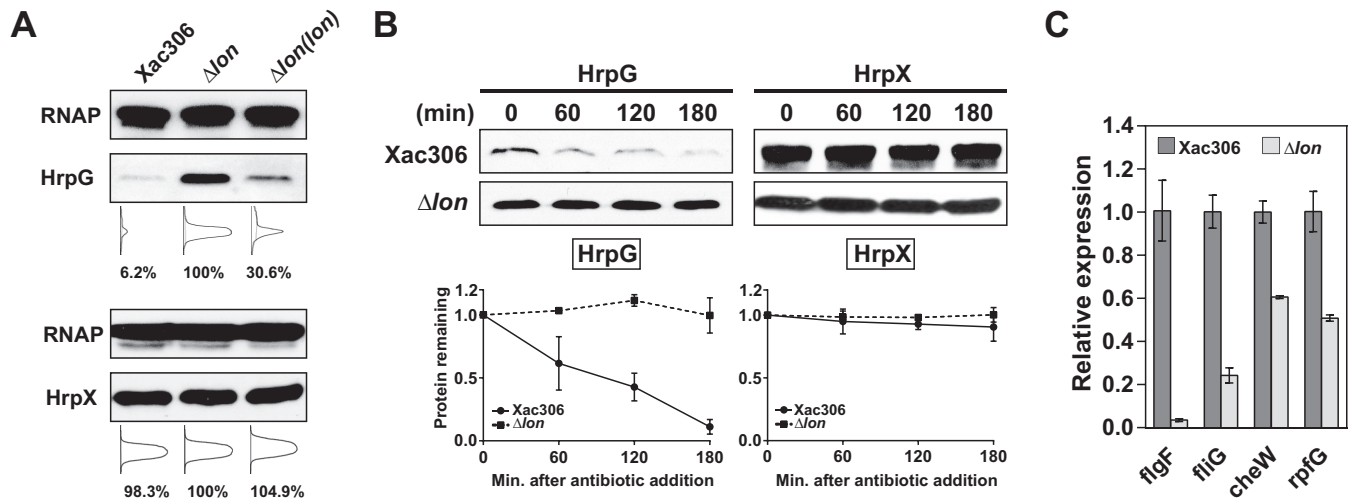 A
Xac306
Δlon
Δlon(lon)
RNAP
HrpG
6.2% 100% 30.6%
RNAP
HrpX
98.3% 100% 104.9%
B
HrpG HrpX
(min) 0 60 120 180 0 60 120 180
Xac306
Δlon
HrpG
Protein remaining
1.2
1.0
0.5
0.0
Xac306
Δlon
0 60 120 180
Min. after antibiotic addition
HrpX
1.2
1.0
0.5
0.0
Xac306
Δlon
0 60 120 180
Min. after antibiotic addition
C
Relative expression
1.4
1.2
1.0
0.8
0.6
0.4
0.2
0.0
Xac306 Δlon
flgF
fliG
cheW
rpfG